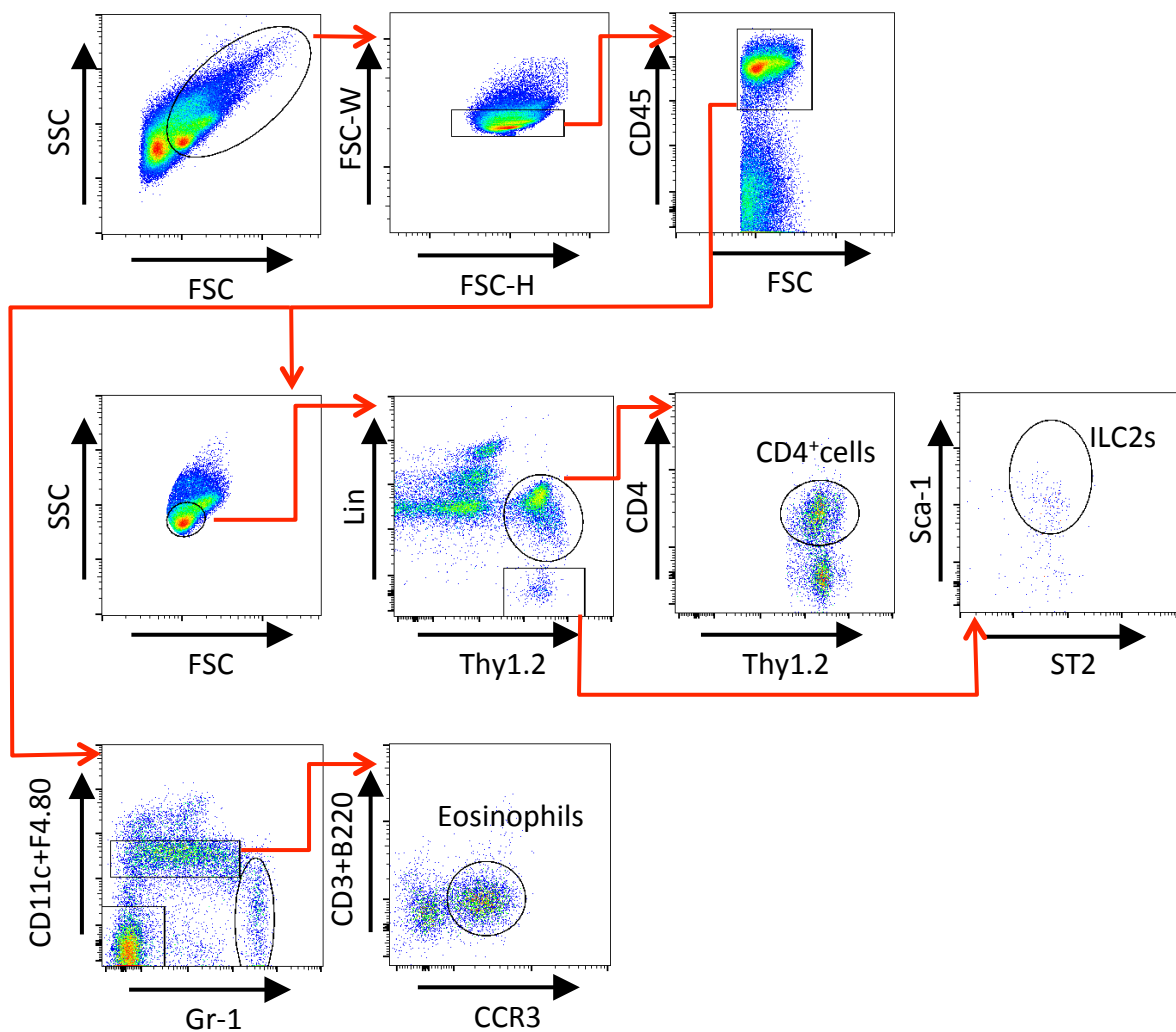 SSC
FSC
FSC-W
FSC-H
CD45
FSC
SSC
FSC
Lin
Thy1.2
CD4
CD4⁺cells
Thy1.2
Sca-1
ILC2s
ST2
CD11c+F4.80
Gr-1
CD3+B220
Eosinophils
CCR3